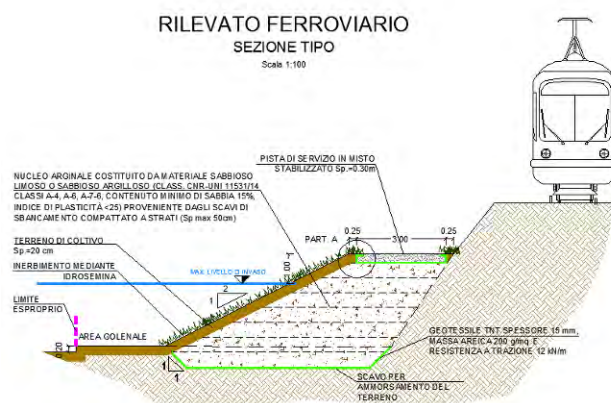 RILEVATO FERROVIARIO
SEZIONE TIPO
Scala 1:100
NUCLEO ARGINALE COSTITUITO DA MATERIALE SABBIOSO
LIMOSO O SABBIOSO ARGILLOSO (CLASS. CNR-UNI 11531/14
CLASSI A-4, A-6, A-7-6, CONTENUTO MINIMO DI SABBIA 15%,
INDICE DI PLASTICITÀ <25) PROVENIENTE DAGLI SCAVI DI
SBANCAMENTO COMPATTATO A STRATI (Sp max 50cm)
PISTA DI SERVIZIO IN MISTO
STABILIZZATO Sp.=0.30m
TERRENO DI COLTIVO
Sp.=20 cm
PART. A
0.25
3.00
0.25
INERBIMENTO MEDIANTE
IDROSEMINA
MAX LIVELLO DI INVASO
1.00
2
1
LIMITE
ESPROPRIO
AREA GOLENALE
0.20
1
1
GEOTESSILE TNT SPESSORE 15 mm,
MASSA AREICA 200 g/mq E
RESISTENZA A TRAZIONE 12 kN/m
SCAVO PER
AMMORSAMENTO DEL
TERRENO